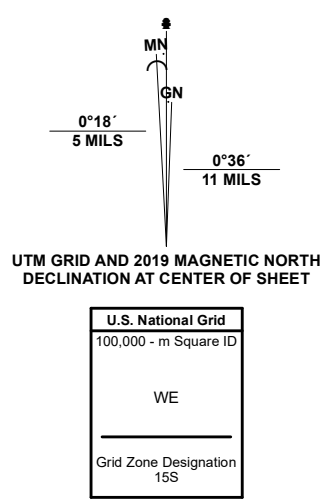 MN
GN
0°18´
5 MILS
0°36´
11 MILS
UTM GRID AND 2019 MAGNETIC NORTH
DECLINATION AT CENTER OF SHEET
U.S. National Grid
100,000 - m Square ID
WE
Grid Zone Designation
15S